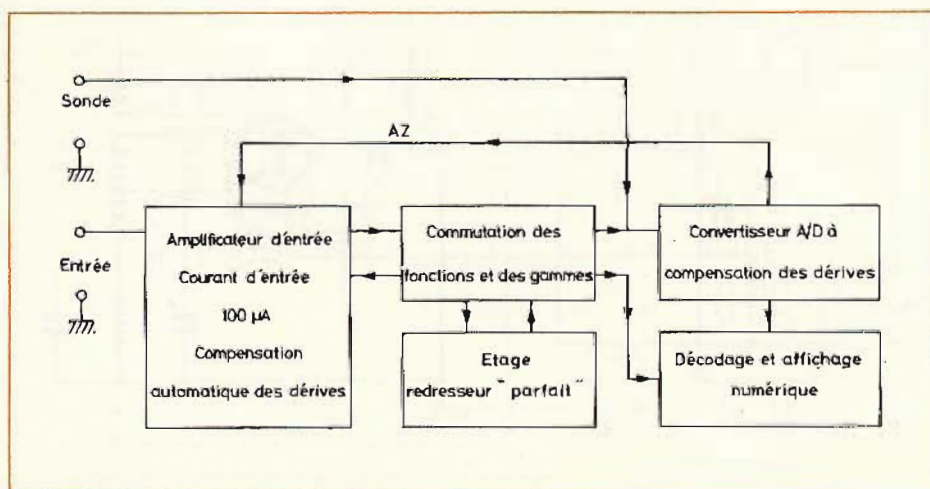 Sonde
AZ
Entrée
Amplificateur d'entrée
Courant d'entrée
100 µA
Compensation
automatique des dérives
Commutation des
fonctions et des gammes
Etage
redresseur "parfait"
Convertisseur A/D à
compensation des dérives
Décodage et affichage
numérique